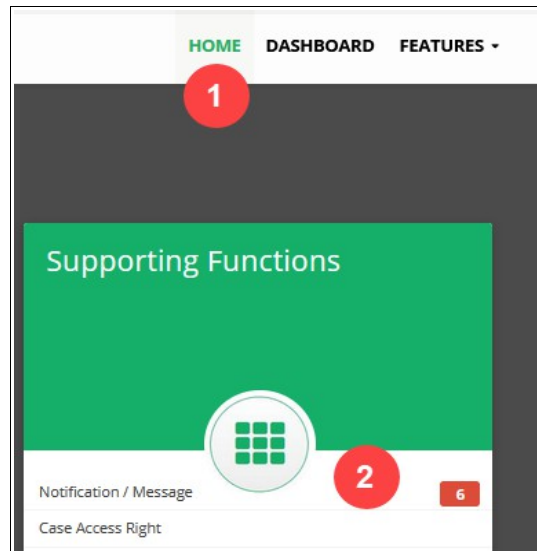 HOME DASHBOARD FEATURES
1
Supporting Functions
2
Notification / Message 6
Case Access Right